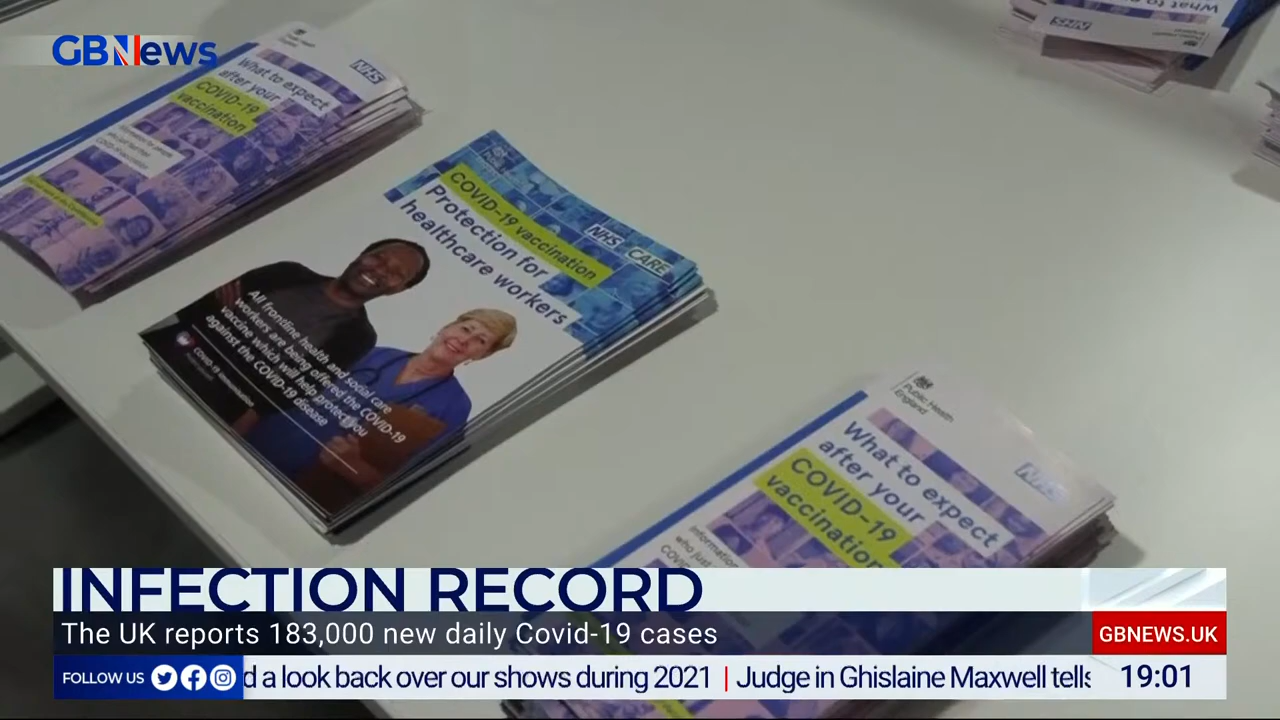 GBNews
NHS
What to expect
after your
COVID-19
vaccination
COVID-19 vaccination
Protection for
healthcare workers
NHS
CARE
All frontline health and social care
workers are being offered the COVID-19
vaccine which will help protect you
against the COVID-19 disease
NHS
Public Health
England
NHS
What to expect
after your
COVID-19
vaccination
Information
who just
INFECTION RECORD
The UK reports 183,000 new daily Covid-19 cases
GBNEWS.UK
FOLLOW US
d a look back over our shows during 2021 | Judge in Ghislaine Maxwell tells
19:01